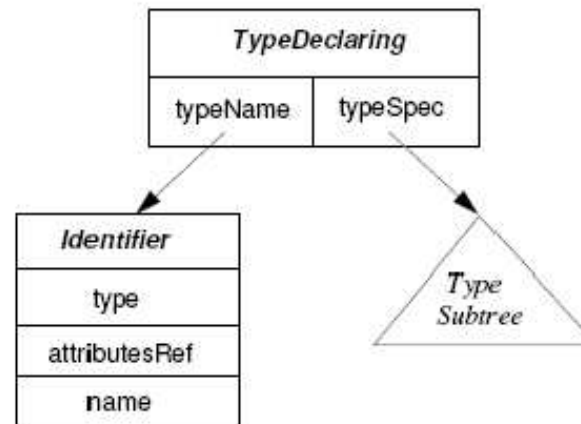 TypeDeclaring
typeName typeSpec
Identifier
type
attributesRef
name
Type
Subtree